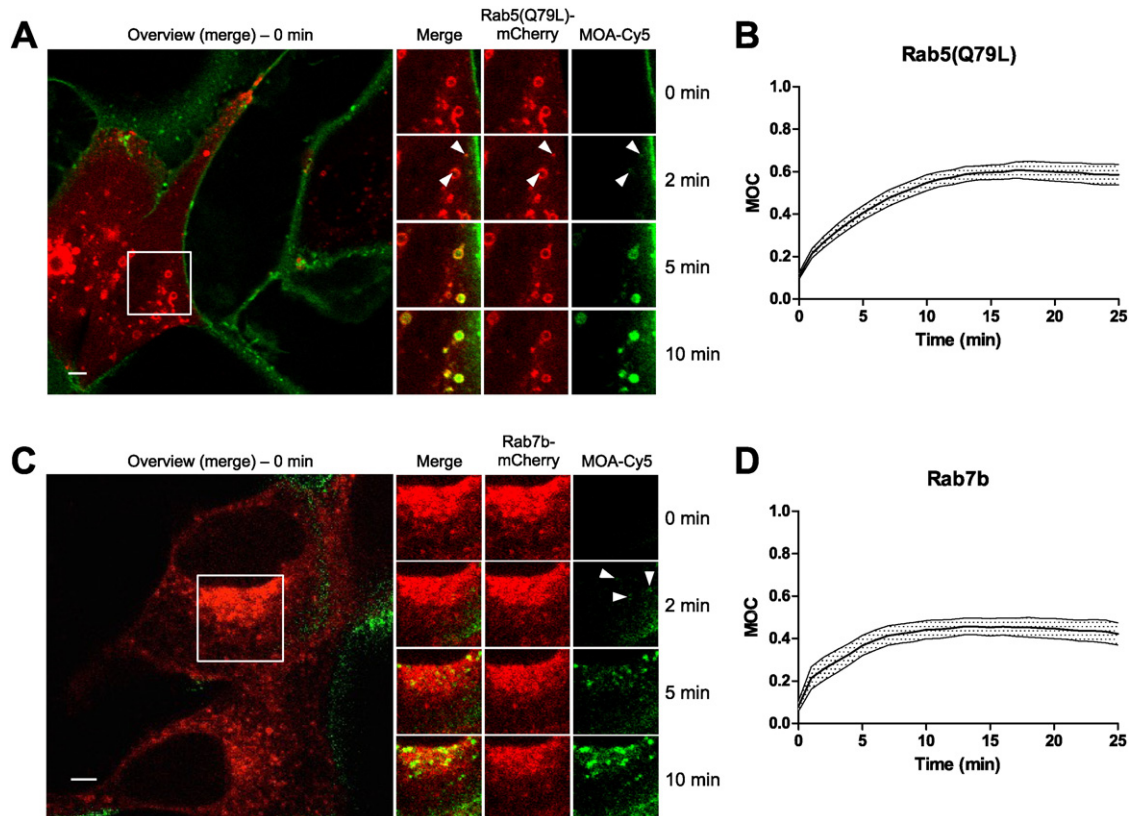 A
Overview (merge) – 0 min
Merge
Rab5(Q79L)-
mCherry
MOA-Cy5
0 min
2 min
5 min
10 min
B
Rab5(Q79L)
MOC
1.0
0.8
0.6
0.4
0.2
0.0
0 5 10 15 20 25
Time (min)
C
Overview (merge) – 0 min
Merge
Rab7b-
mCherry
MOA-Cy5
0 min
2 min
5 min
10 min
D
Rab7b
MOC
1.0
0.8
0.6
0.4
0.2
0.0
0 5 10 15 20 25
Time (min)